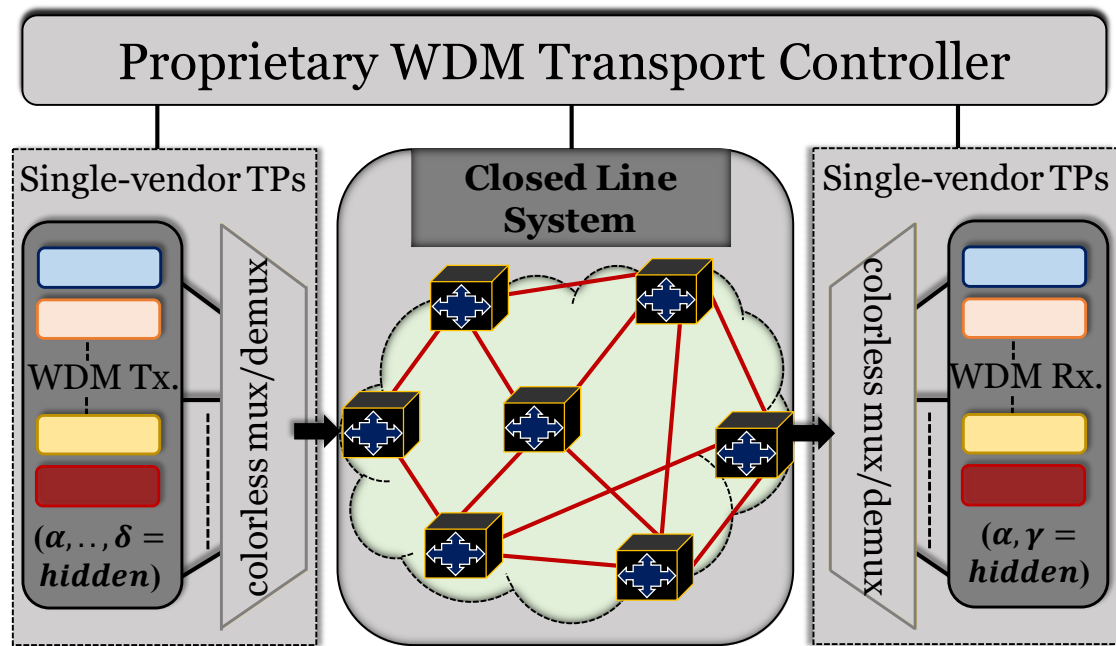 Proprietary WDM Transport Controller
Single-vendor TPs
WDM Tx.
(α,..,δ =
hidden)
colorless mux/demux
Closed Line
System
Single-vendor TPs
colorless mux/demux
WDM Rx.
(α,γ =
hidden)